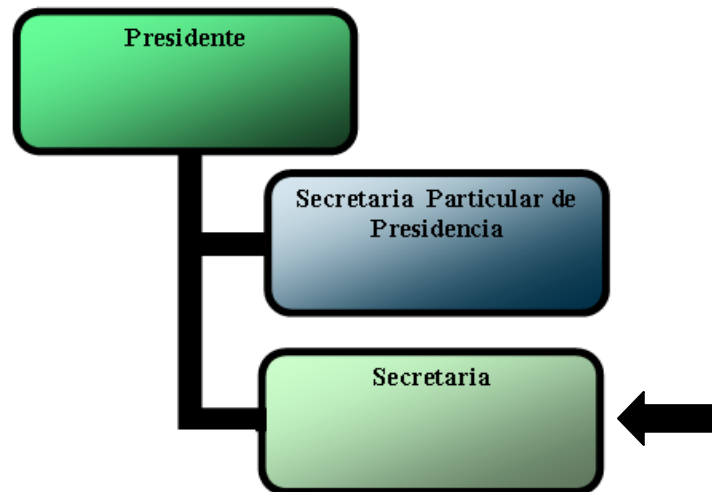 Presidente
Secretaria Particular de
Presidencia
Secretaria